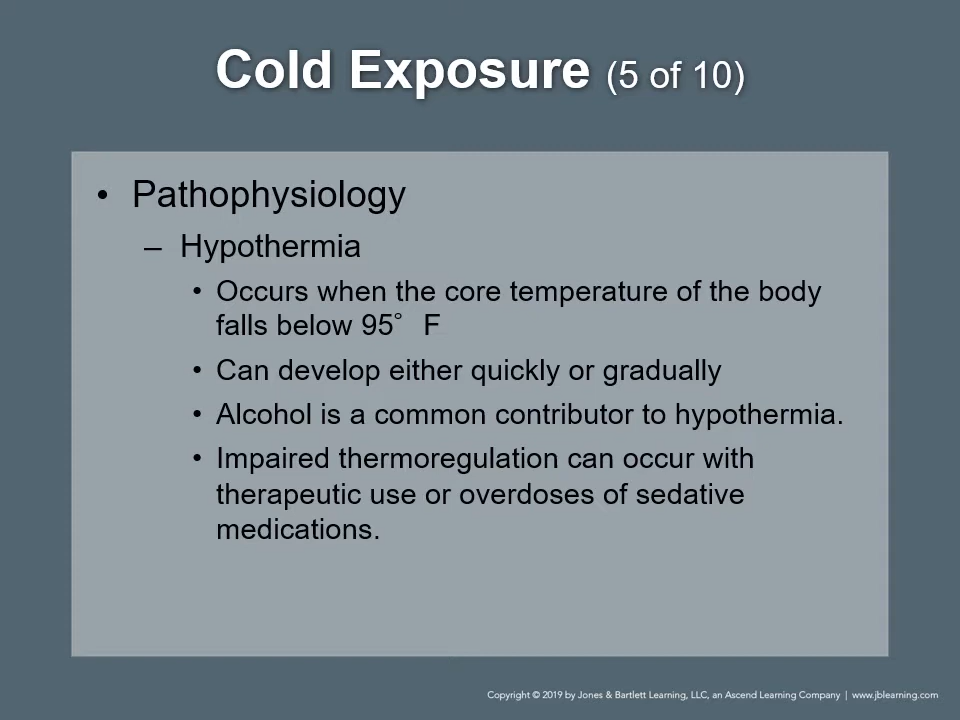 Cold Exposure (5 of 10)
• Pathophysiology
– Hypothermia
• Occurs when the core temperature of the body
falls below 95° F
• Can develop either quickly or gradually
• Alcohol is a common contributor to hypothermia.
• Impaired thermoregulation can occur with
therapeutic use or overdoses of sedative
medications.
Copyright © 2019 by Jones & Bartlett Learning, LLC, an Ascend Learning Company | www.jblearning.com